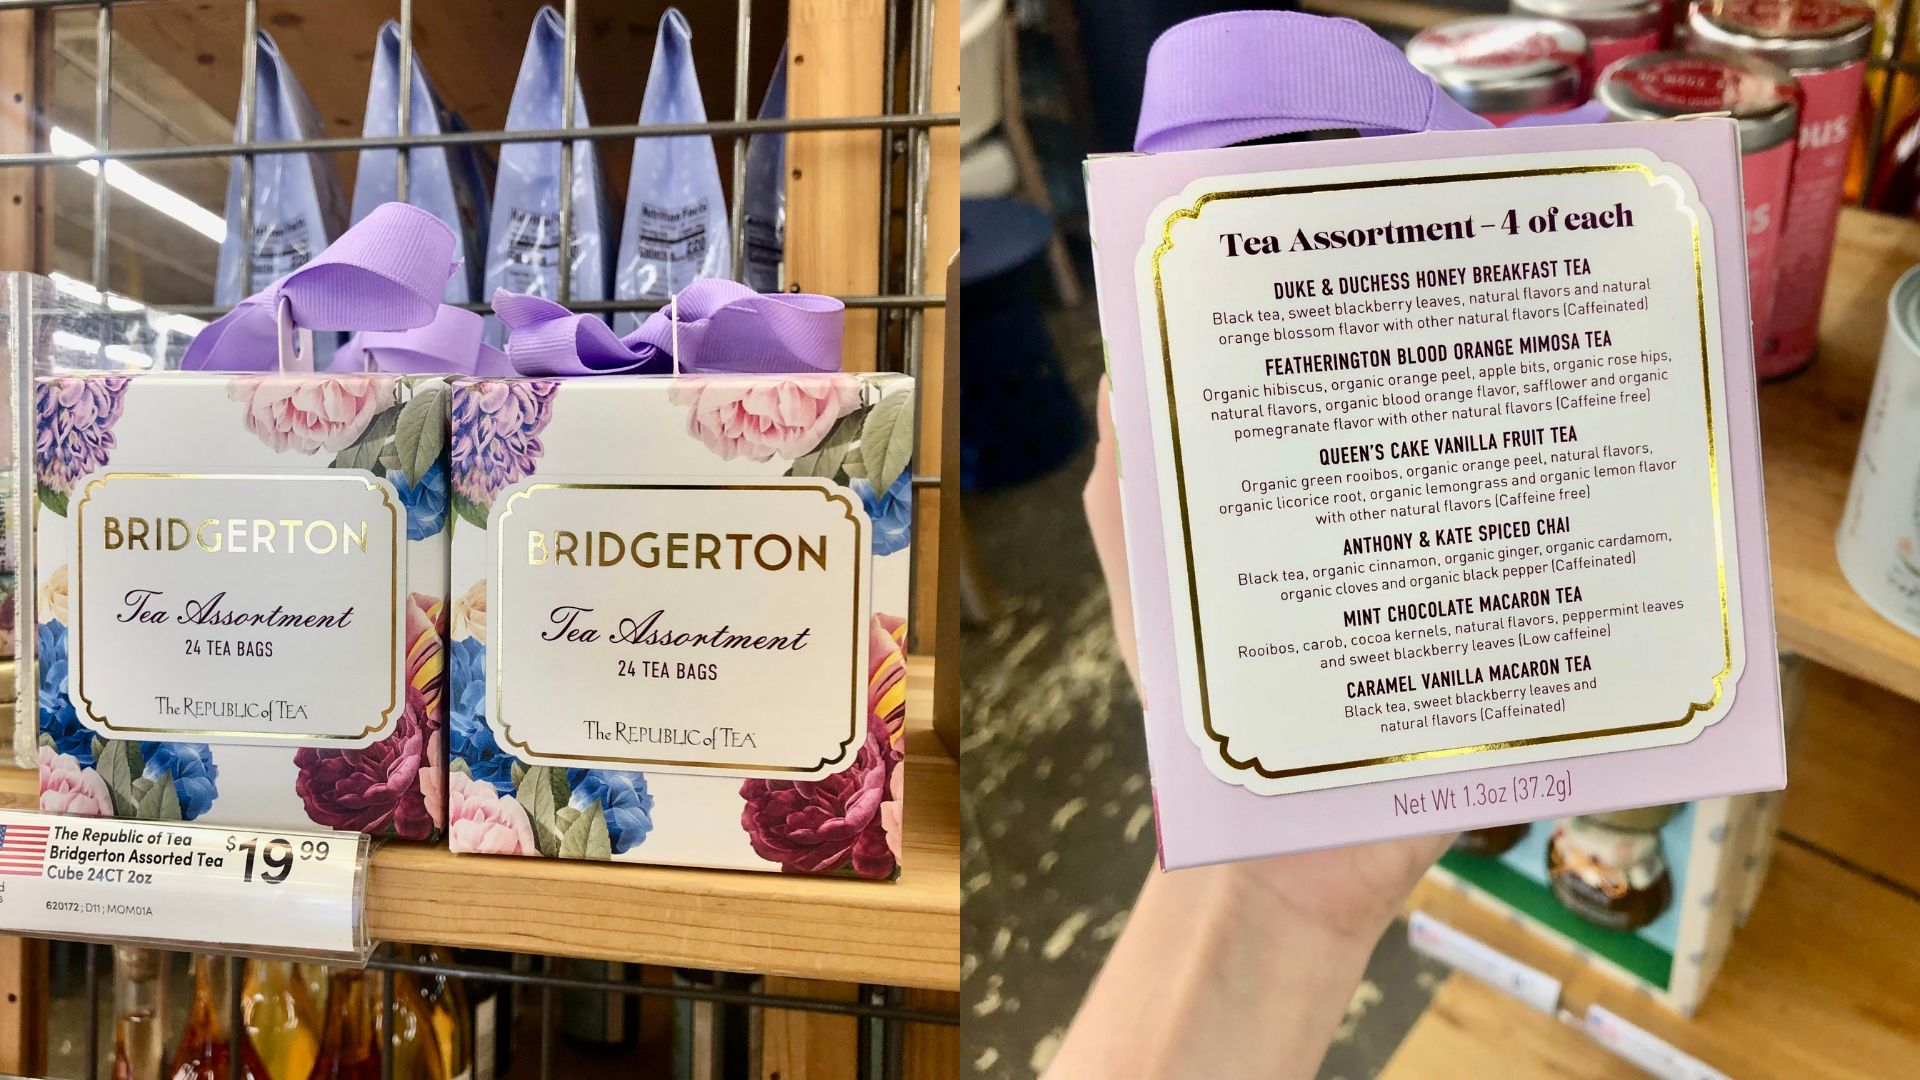 Nutrition Facts
BRIDGERTON
Tea Assortment
24 TEA BAGS
The REPUBLIC of TEA
BRIDGERTON
Tea Assortment
24 TEA BAGS
The REPUBLIC of TEA
The Republic of Tea
Bridgerton Assorted Tea
Cube 24CT 2oz
$19.99
620172; D11; MOM01A
Tea Assortment – 4 of each
DUKE & DUCHESS HONEY BREAKFAST TEA
Black tea, sweet blackberry leaves, natural flavors and natural
orange blossom flavor with other natural flavors (Caffeinated)
FEATHERINGTON BLOOD ORANGE MIMOSA TEA
Organic hibiscus, organic orange peel, apple bits, organic rose hips,
natural flavors, organic blood orange flavor, safflower and organic
pomegranate flavor with other natural flavors (Caffeine free)
QUEEN'S CAKE VANILLA FRUIT TEA
Organic green rooibos, organic orange peel, natural flavors,
organic licorice root, organic lemongrass and organic lemon flavor
with other natural flavors (Caffeine free)
ANTHONY & KATE SPICED CHAI
Black tea, organic cinnamon, organic ginger, organic cardamom,
organic cloves and organic black pepper (Caffeinated)
MINT CHOCOLATE MACARON TEA
Rooibos, carob, cocoa kernels, natural flavors, peppermint leaves
and sweet blackberry leaves (Low caffeine)
CARAMEL VANILLA MACARON TEA
Black tea, sweet blackberry leaves and
natural flavors (Caffeinated)
Net Wt 1.3oz (37.2g)